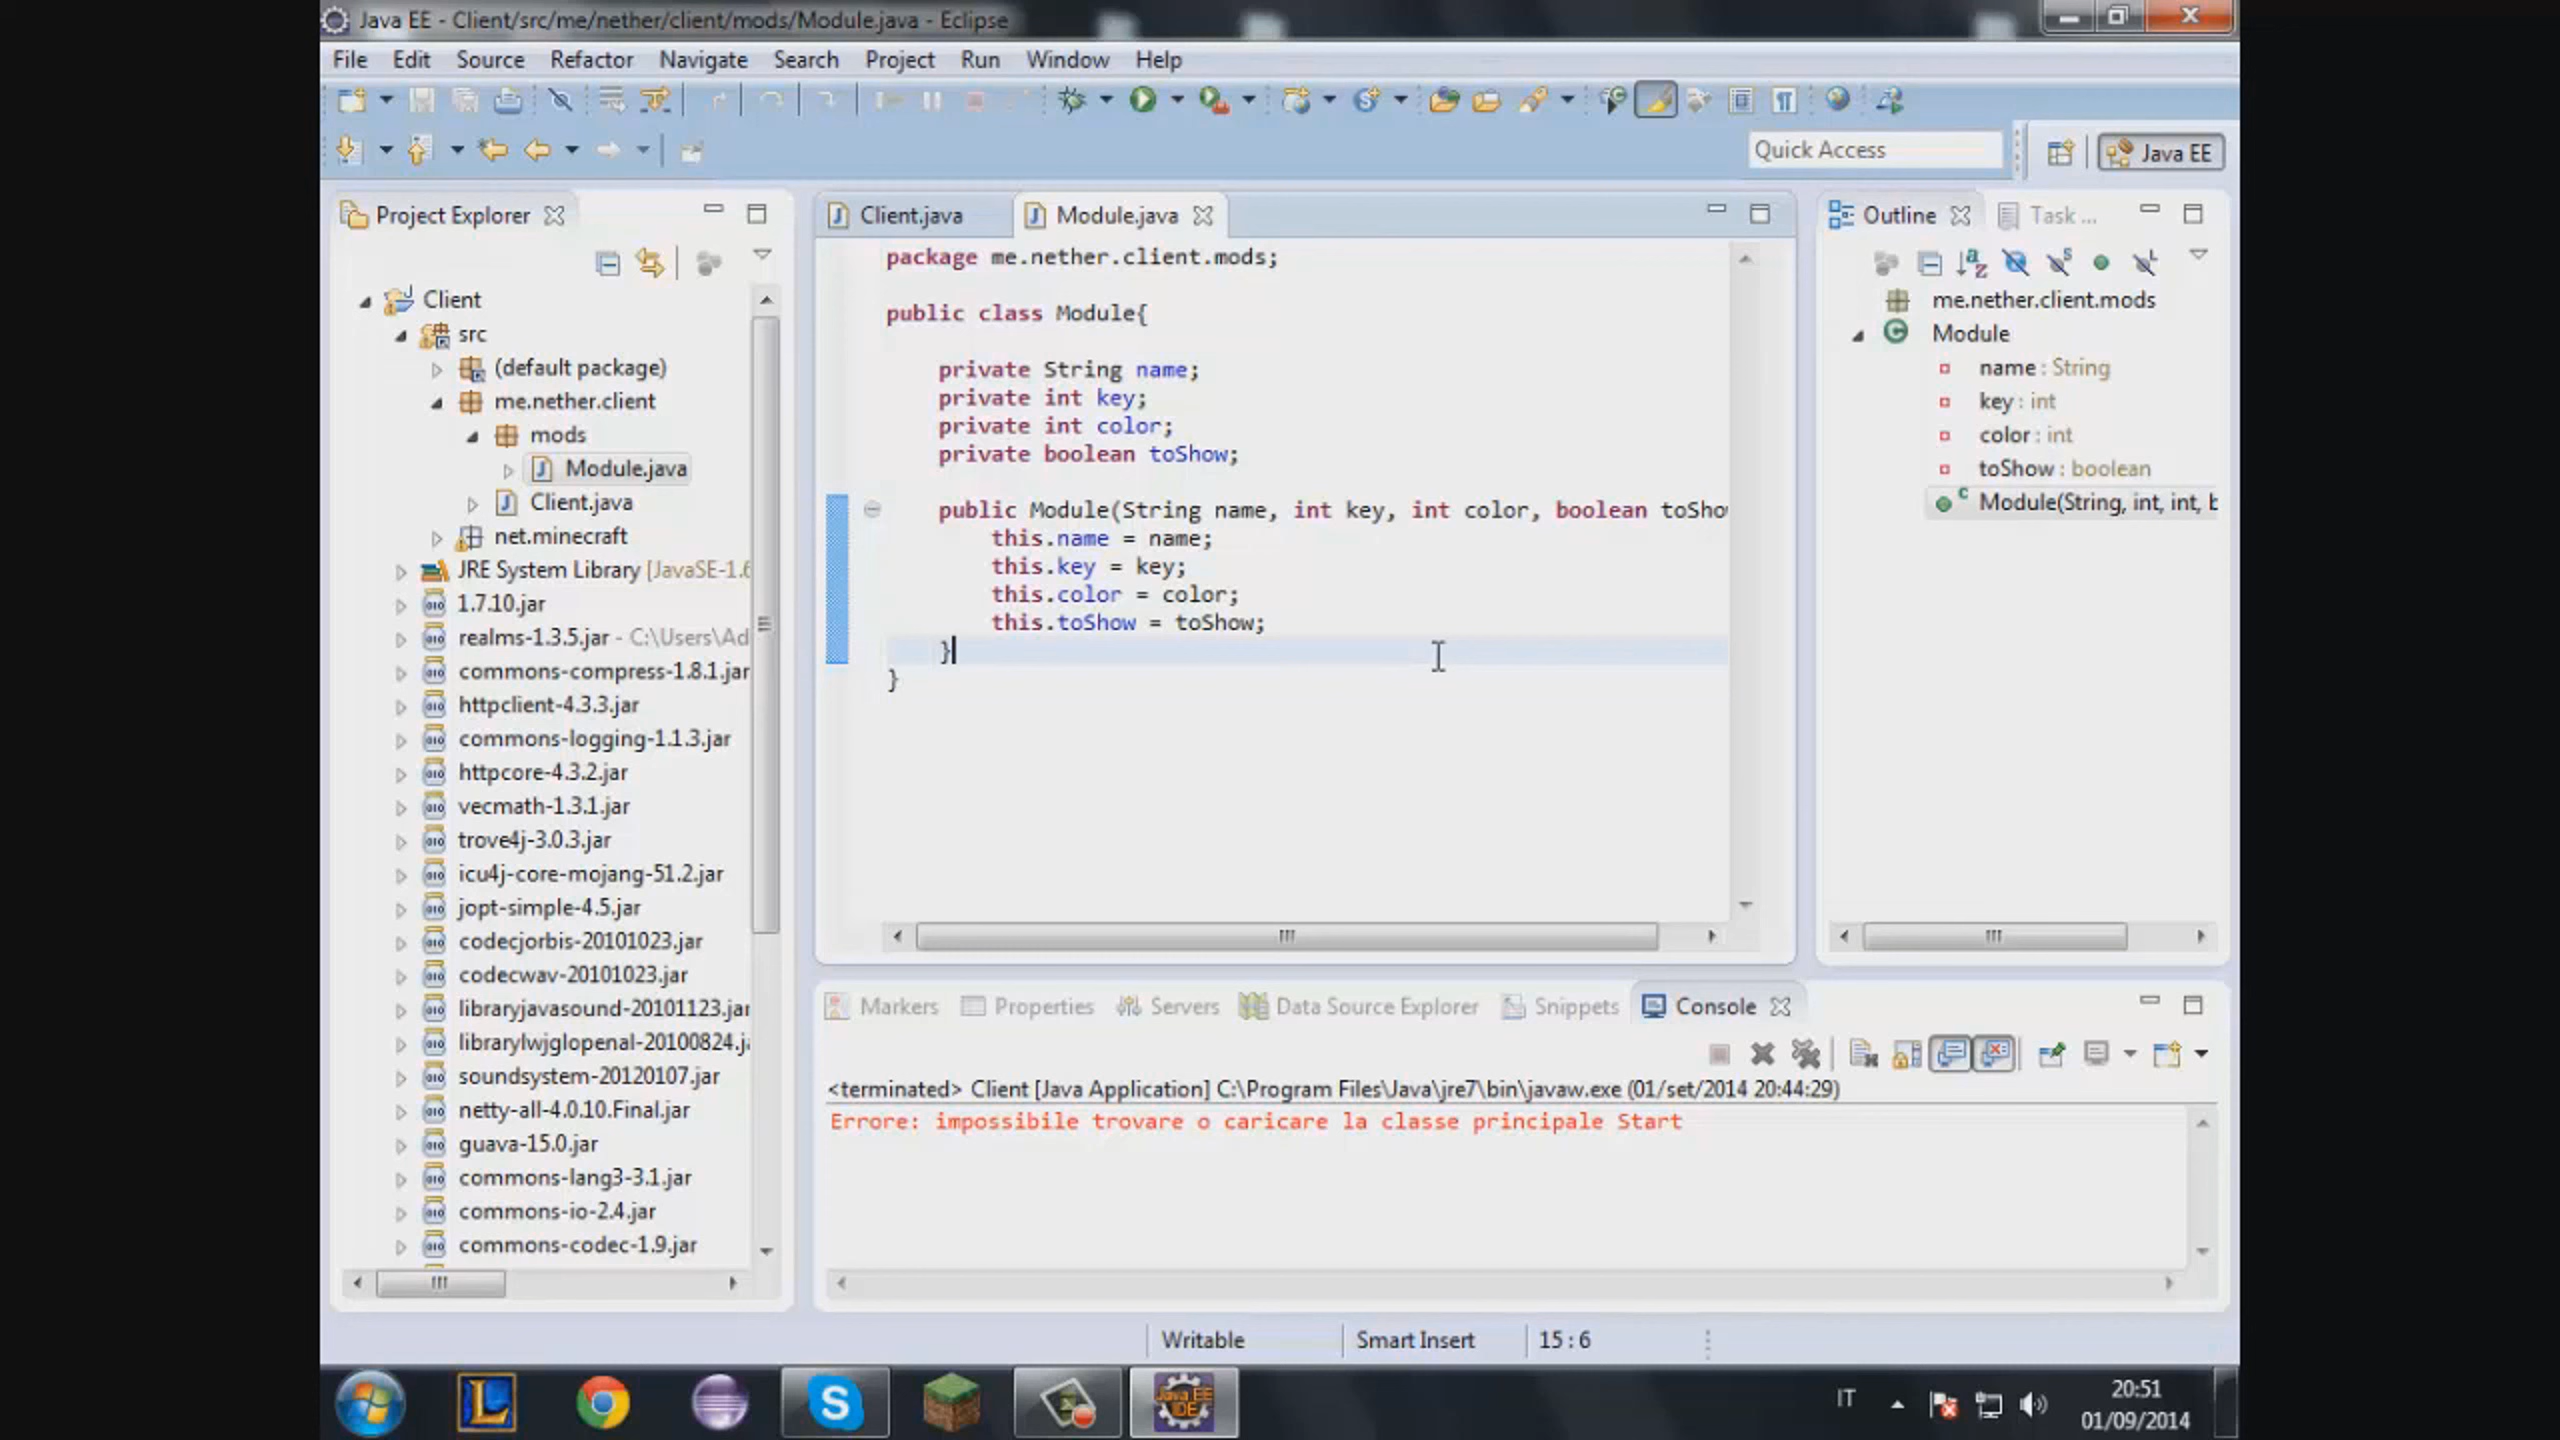 Java EE - Client/src/me/nether/client/mods/Module.java - Eclipse
File Edit Source Refactor Navigate Search Project Run Window Help
Quick Access
Java EE
Project Explorer
Client
src
(default package)
me.nether.client
mods
Module.java
Client.java
net.minecraft
JRE System Library [JavaSE-1.6
1.7.10.jar
realms-1.3.5.jar - C:\Users\Ad
commons-compress-1.8.1.jar
httpclient-4.3.3.jar
commons-logging-1.1.3.jar
httpcore-4.3.2.jar
vecmath-1.3.1.jar
trove4j-3.0.3.jar
icu4j-core-mojang-51.2.jar
jopt-simple-4.5.jar
codecjorbis-20101023.jar
codecwav-20101023.jar
libraryjavasound-20101123.jar
librarylwjglopenal-20100824.ja
soundsystem-20120107.jar
netty-all-4.0.10.Final.jar
guava-15.0.jar
commons-lang3-3.1.jar
commons-io-2.4.jar
commons-codec-1.9.jar
Client.java
Module.java
package me.nether.client.mods;
public class Module{
private String name;
private int key;
private int color;
private boolean toShow;
public Module(String name, int key, int color, boolean toSho
this.name = name;
this.key = key;
this.color = color;
this.toShow = toShow;
}
}
Outline
Task ...
me.nether.client.mods
Module
name : String
key : int
color : int
toShow : boolean
Module(String, int, int, b
Markers Properties Servers Data Source Explorer Snippets Console
<terminated> Client [Java Application] C:\Program Files\Java\jre7\bin\javaw.exe (01/set/2014 20:44:29)
Errore: impossibile trovare o caricare la classe principale Start
Writable
Smart Insert
15 : 6
IT
20:51
01/09/2014